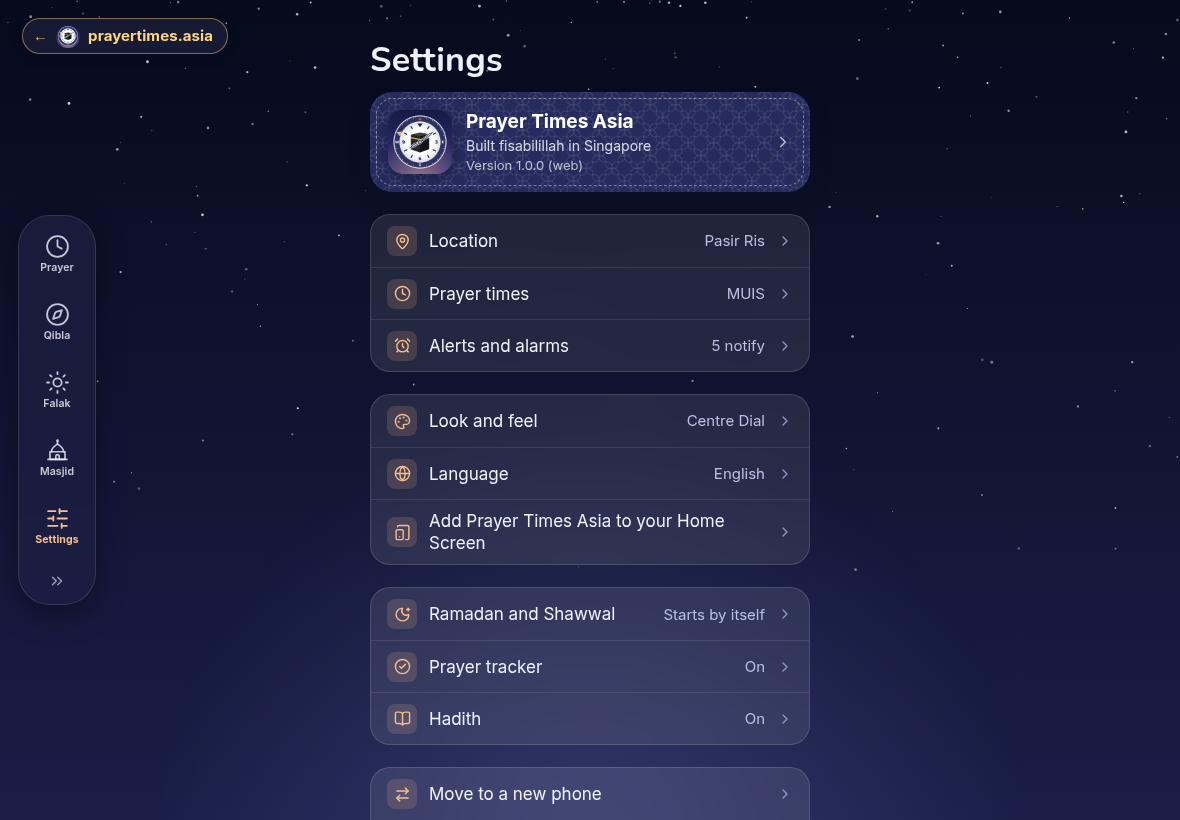 ← prayertimes.asia
Settings
Prayer Times Asia
Built fisabilillah in Singapore
Version 1.0.0 (web)
Prayer
Qibla
Falak
Masjid
Settings
Location Pasir Ris
Prayer times MUIS
Alerts and alarms 5 notify
Look and feel Centre Dial
Language English
Add Prayer Times Asia to your Home
Screen
Ramadan and Shawwal Starts by itself
Prayer tracker On
Hadith On
Move to a new phone